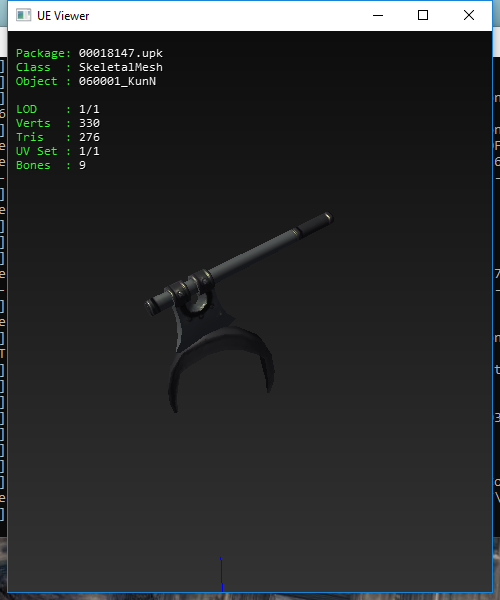 UE Viewer
Package: 00018147.upk
Class  : SkeletalMesh
Object : 060001_KunN
LOD    : 1/1
Verts  : 330
Tris   : 276
UV Set : 1/1
Bones  : 9